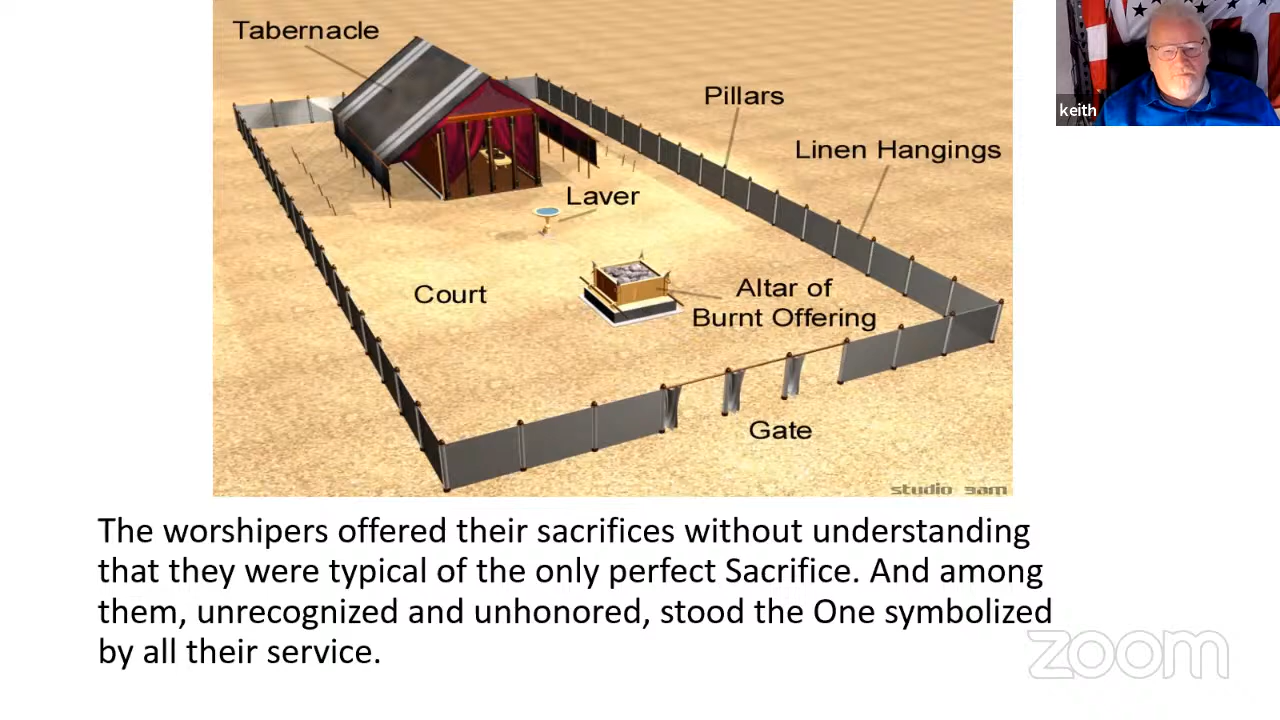 Tabernacle
keith
Pillars
Linen Hangings
Laver
Court
Altar of
Burnt Offering
Gate
studio 3am
The worshipers offered their sacrifices without understanding
that they were typical of the only perfect Sacrifice. And among
them, unrecognized and unhonored, stood the One symbolized
by all their service.
zoom